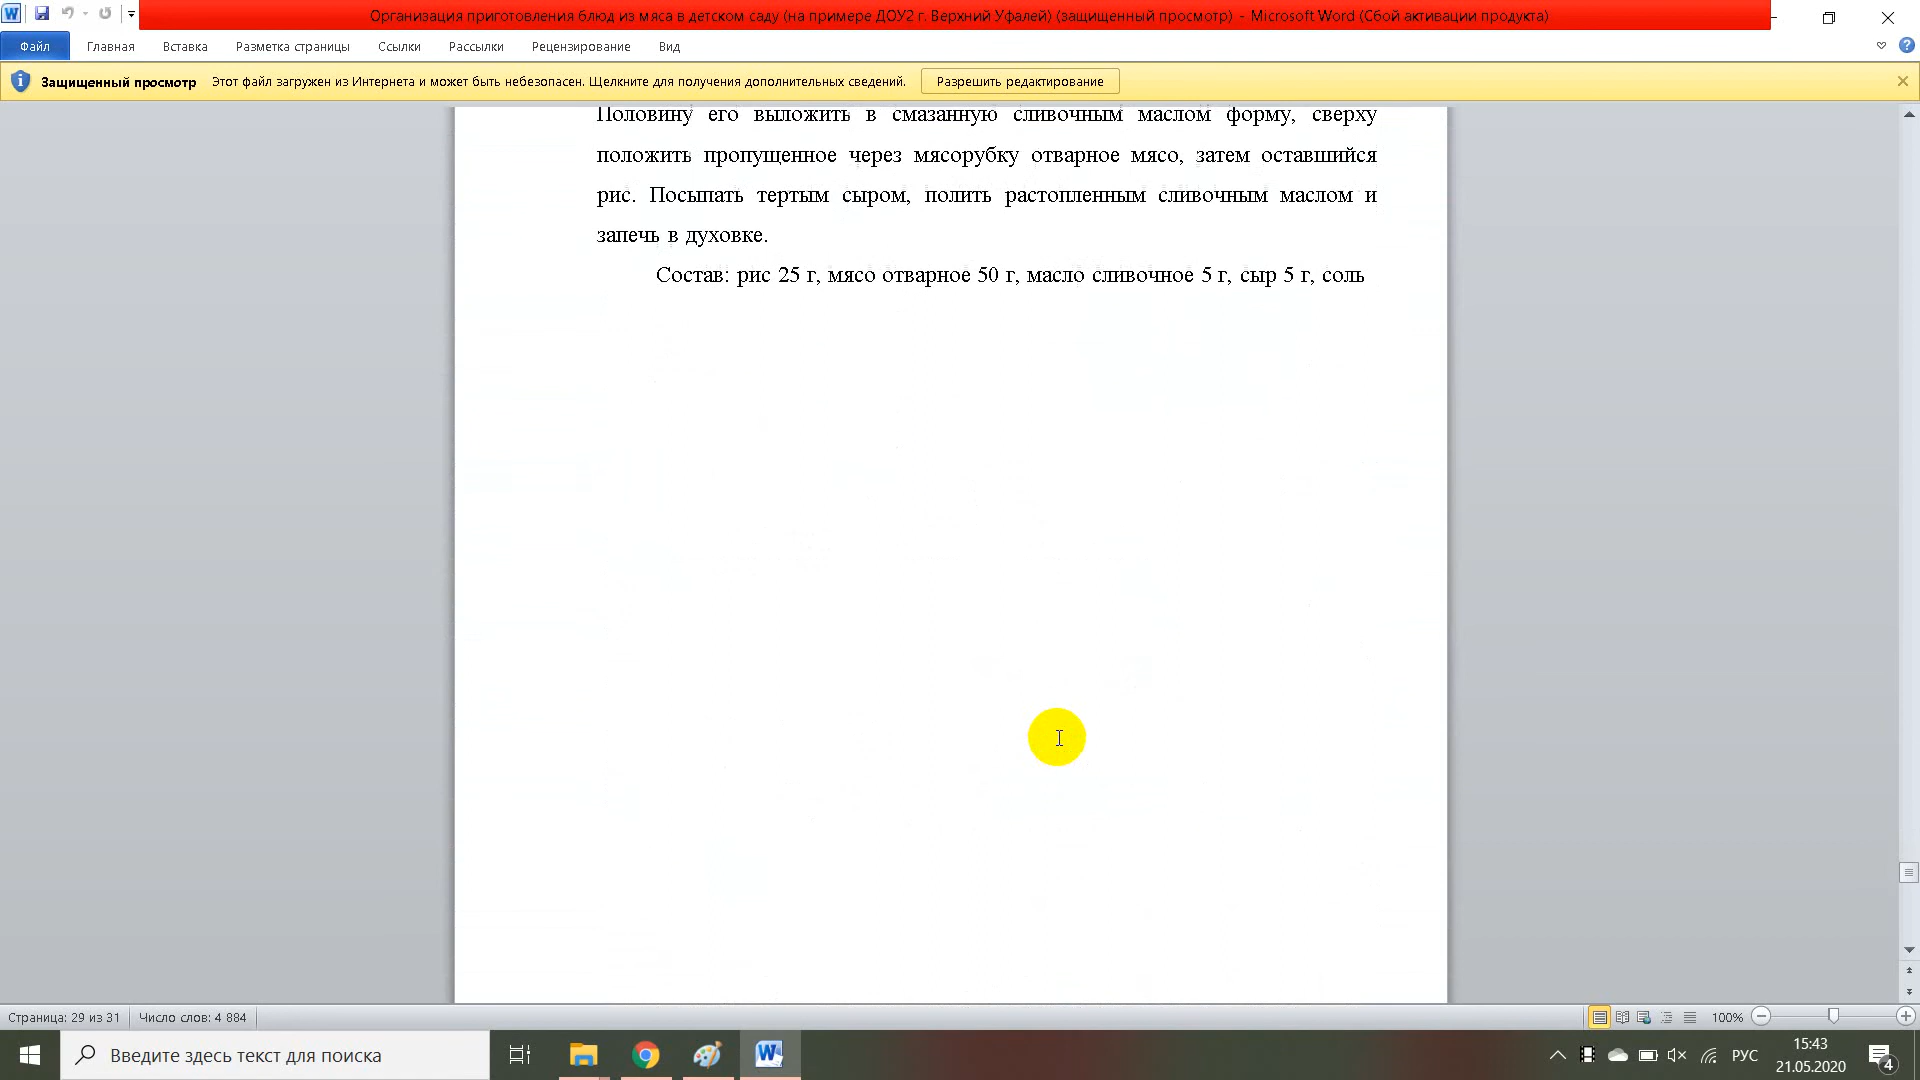 Организация приготовления блюд из мяса в детском саду (на примере ДОУ2 г. Верхний Уфалей) (защищенный просмотр) - Microsoft Word (Сбой активации продукта)
Файл Главная Вставка Разметка страницы Ссылки Рассылки Рецензирование Вид
Защищенный просмотр Этот файл загружен из Интернета и может быть небезопасен. Щелкните для получения дополнительных сведений. Разрешить редактирование
Половину его выложить в смазанную сливочным маслом форму, сверху
положить пропущенное через мясорубку отварное мясо, затем оставшийся
рис. Посыпать тертым сыром, полить растопленным сливочным маслом и
запечь в духовке.
Состав: рис 25 г, мясо отварное 50 г, масло сливочное 5 г, сыр 5 г, соль
Страница: 29 из 31 Число слов: 4 884 100%
Введите здесь текст для поиска
РУС
15:43
21.05.2020
4